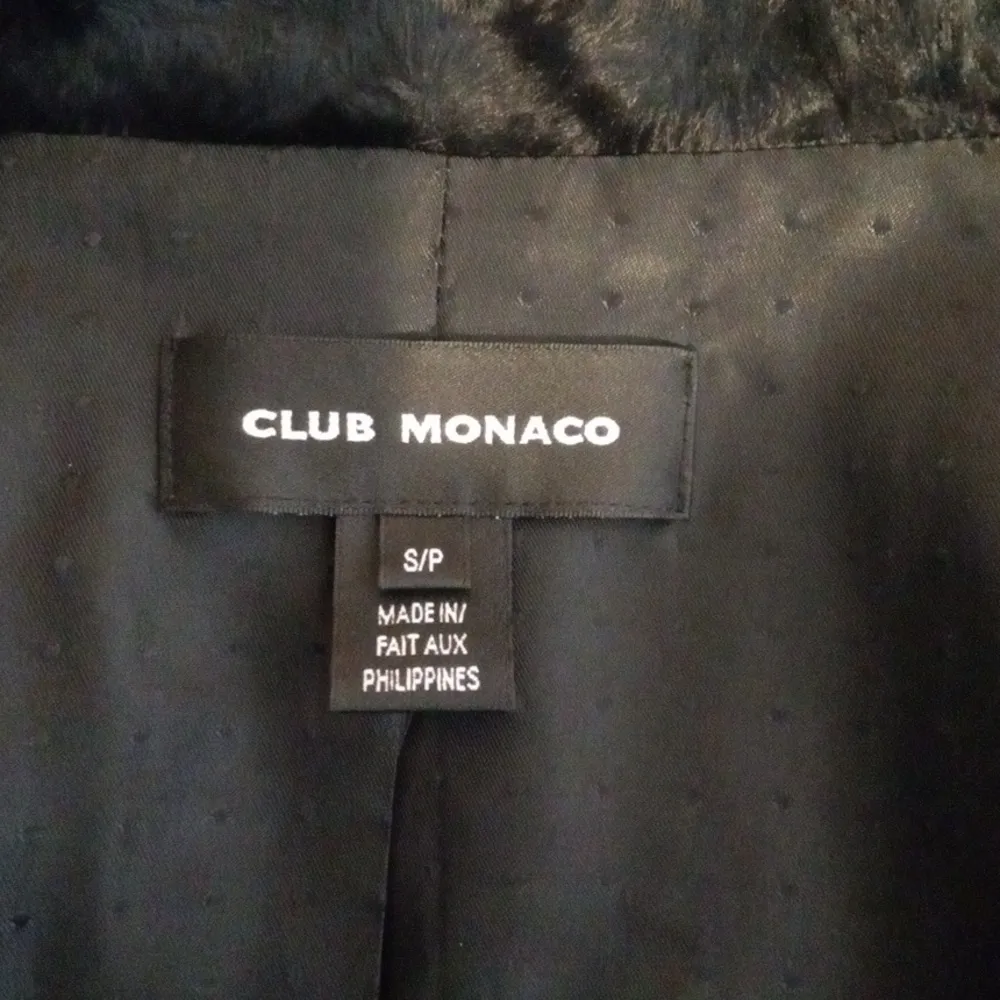 CLUB MONACO
S/P
MADE IN/
FAIT AUX
PHILIPPINES